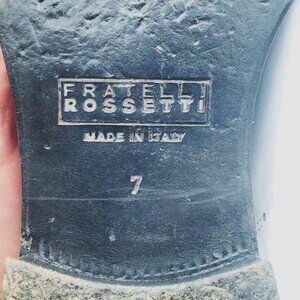 FRATELLI
ROSSETTI
MADE IN ITALY
7